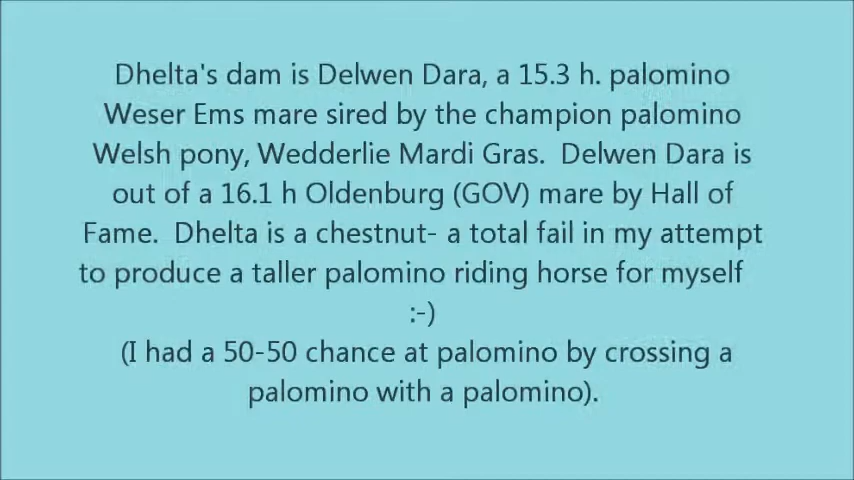 Dhelta's dam is Delwen Dara, a 15.3 h. palomino
Weser Ems mare sired by the champion palomino
Welsh pony, Wedderlie Mardi Gras.  Delwen Dara is
out of a 16.1 h Oldenburg (GOV) mare by Hall of
Fame.  Dhelta is a chestnut- a total fail in my attempt
to produce a taller palomino riding horse for myself
:-)
(I had a 50-50 chance at palomino by crossing a
palomino with a palomino).